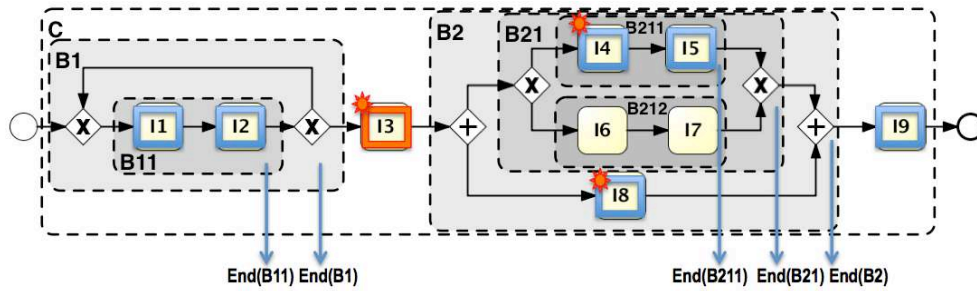 C
B1
X
I1
I2
X
B11
I3
B2
+
B21
X
B211
I4
I5
B212
I6
I7
X
I8
+
I9
End(B11) End(B1)
End(B211) End(B21) End(B2)